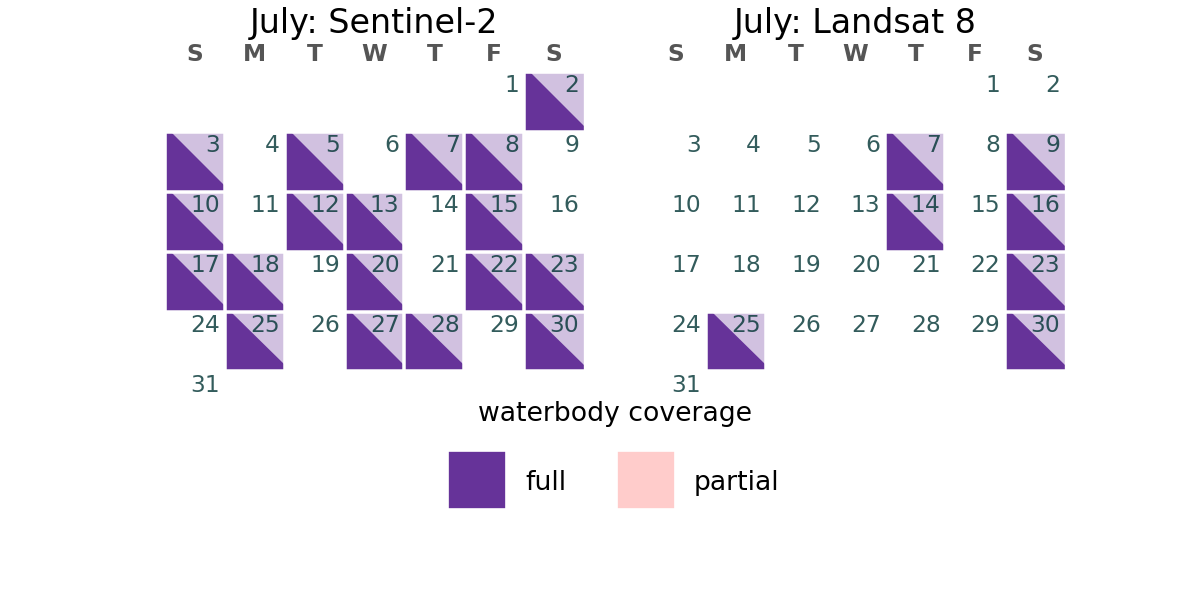 July: Sentinel-2
S M T W T F S
1 2
3 4 5 6 7 8 9
10 11 12 13 14 15 16
17 18 19 20 21 22 23
24 25 26 27 28 29 30
31
July: Landsat 8
S M T W T F S
1 2
3 4 5 6 7 8 9
10 11 12 13 14 15 16
17 18 19 20 21 22 23
24 25 26 27 28 29 30
31
waterbody coverage
full partial